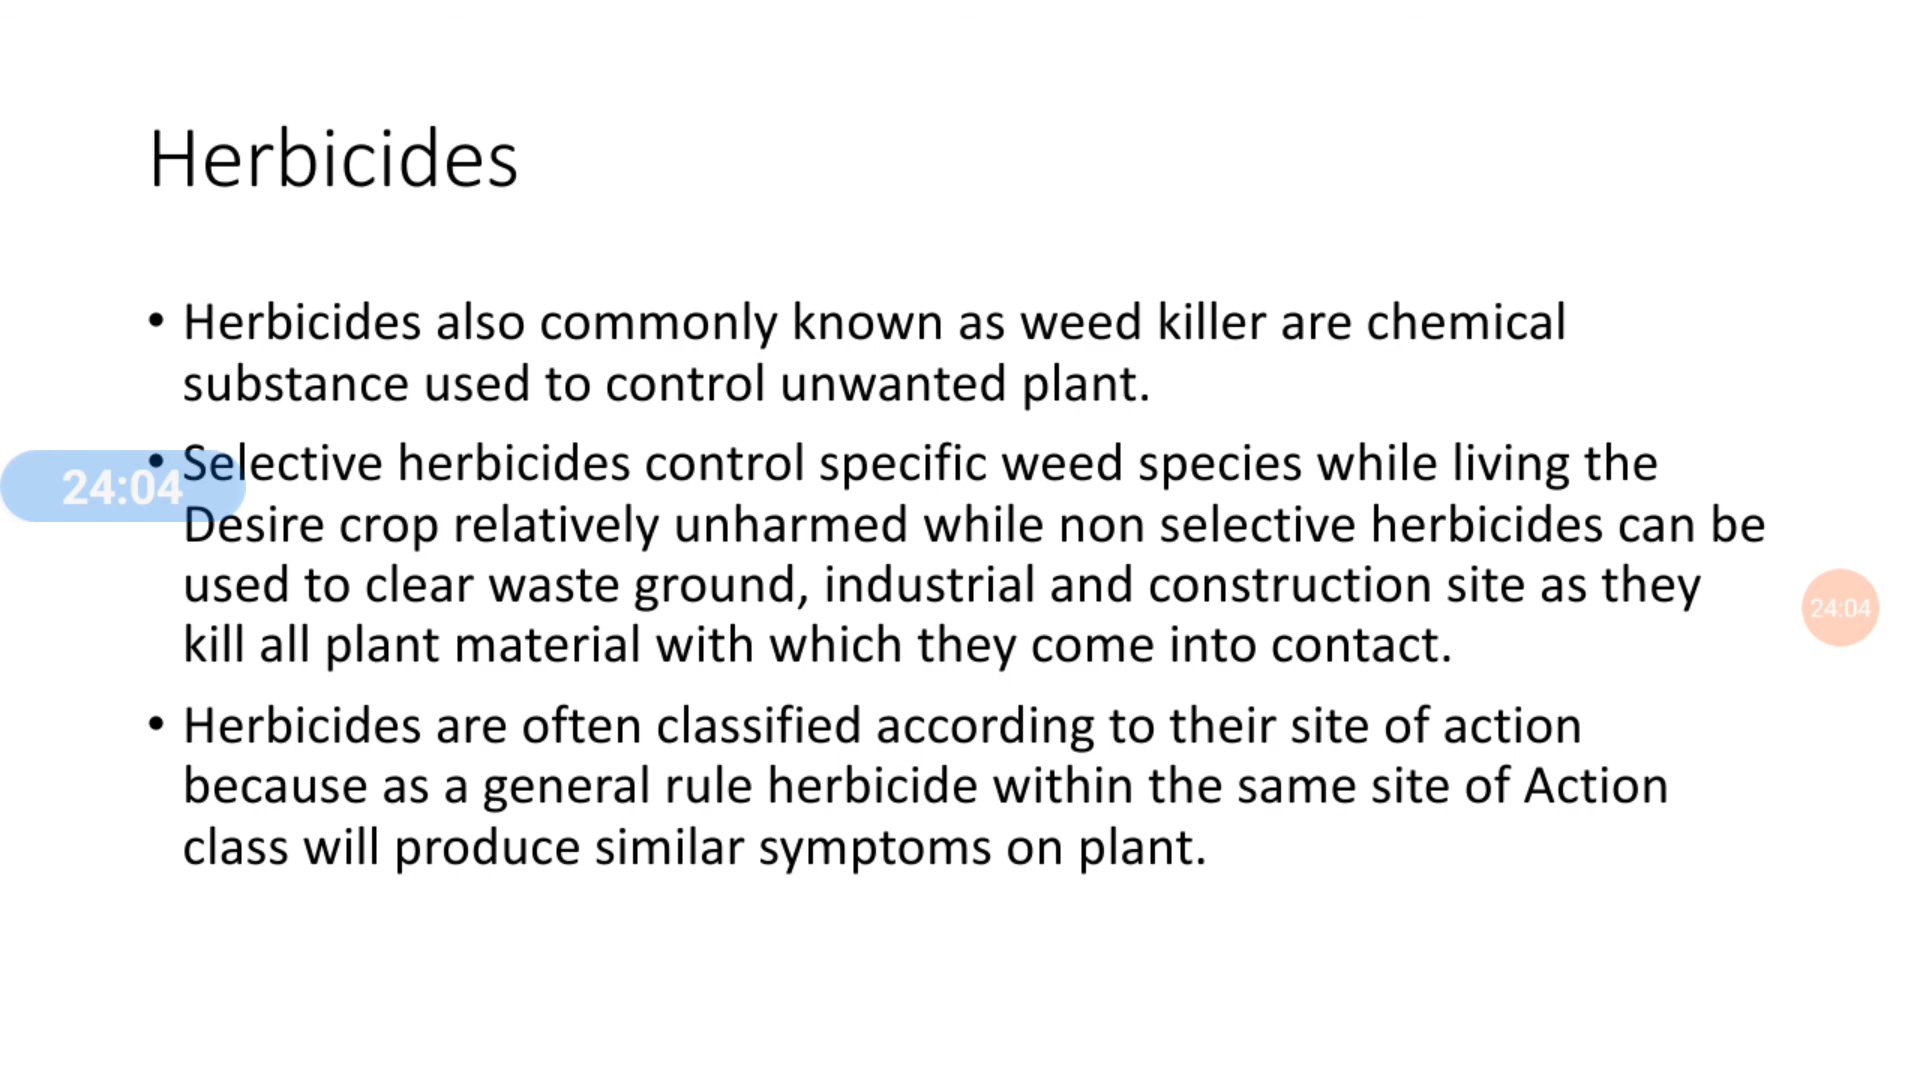 Herbicides
• Herbicides also commonly known as weed killer are chemical
substance used to control unwanted plant.
• Selective herbicides control specific weed species while living the
24:04
Desire crop relatively unharmed while non selective herbicides can be
used to clear waste ground, industrial and construction site as they
24:04
kill all plant material with which they come into contact.
• Herbicides are often classified according to their site of action
because as a general rule herbicide within the same site of Action
class will produce similar symptoms on plant.